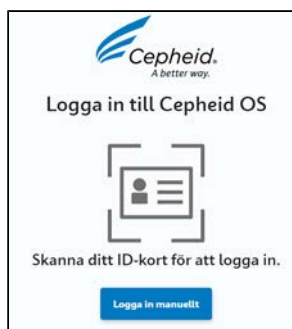 Cepheid.
A better way.
Logga in till Cepheid OS
Skanna ditt ID-kort för att logga in.
Logga in manuellt